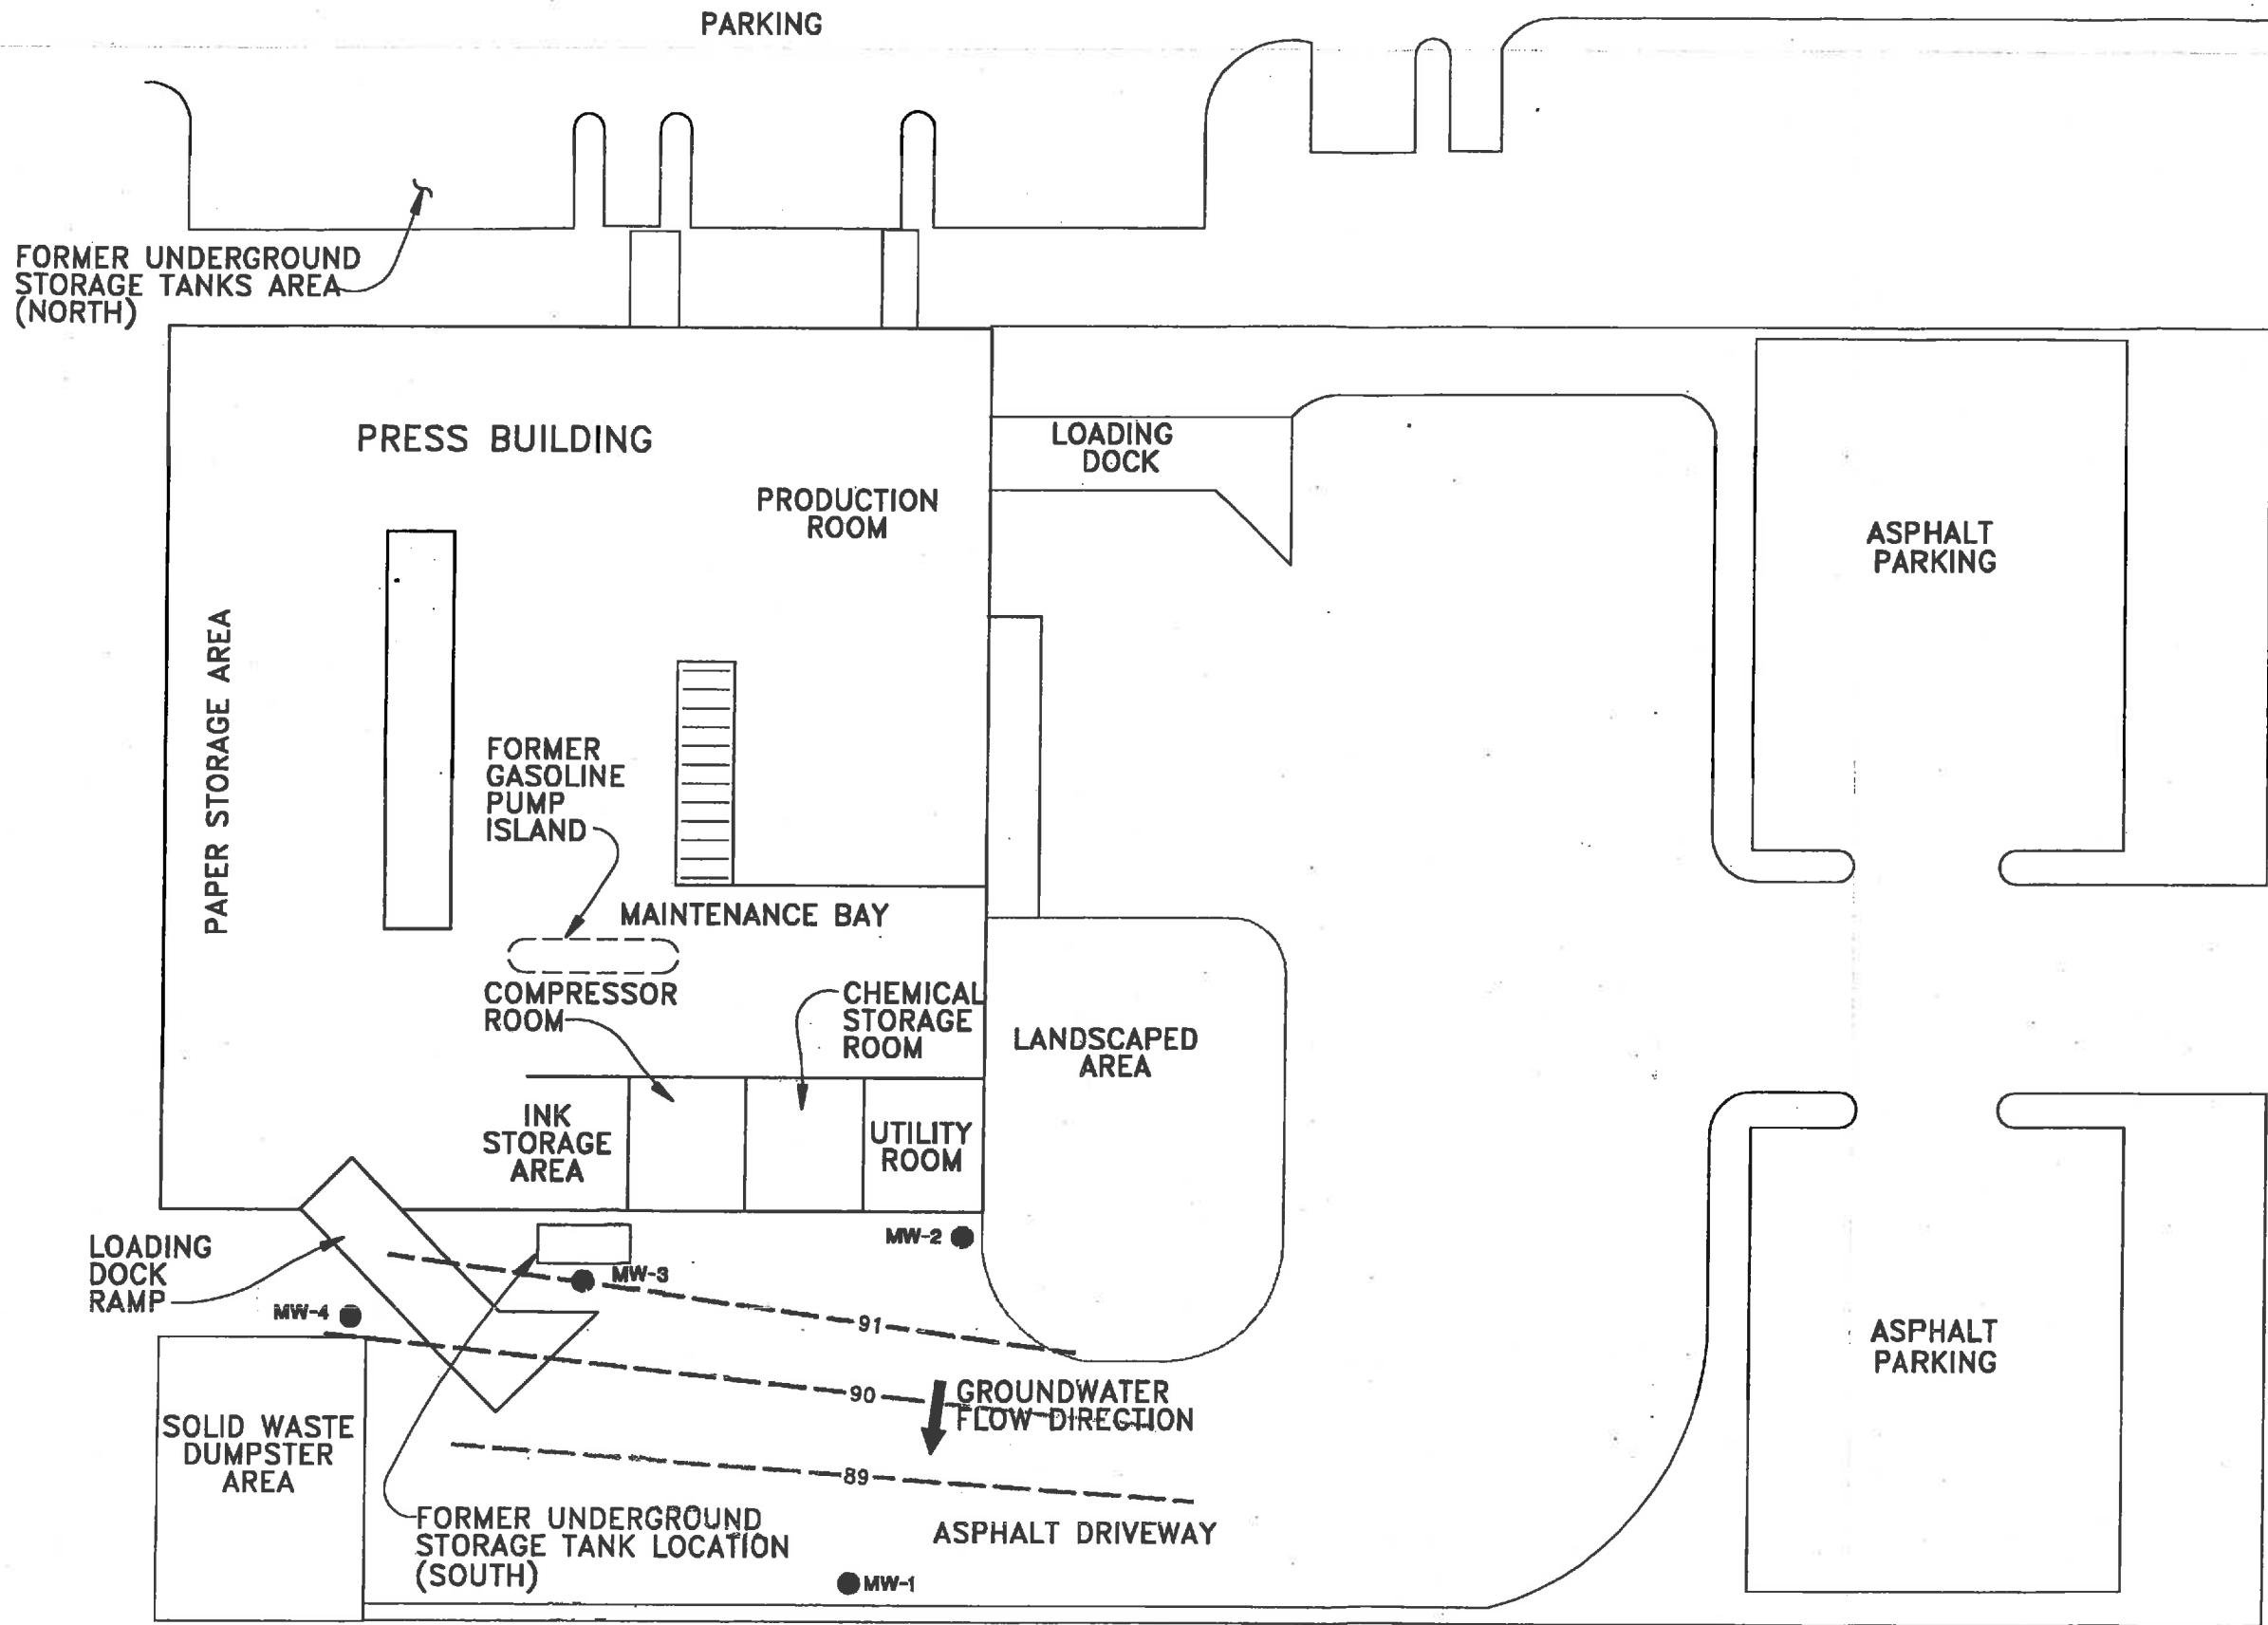 PARKING
FORMER UNDERGROUND
STORAGE TANKS AREA
(NORTH)
PRESS BUILDING
LOADING
DOCK
PRODUCTION
ROOM
ASPHALT
PARKING
PAPER STORAGE AREA
FORMER
GASOLINE
PUMP
ISLAND
MAINTENANCE BAY
COMPRESSOR
ROOM
CHEMICAL
STORAGE
ROOM
LANDSCAPED
AREA
INK
STORAGE
AREA
UTILITY
ROOM
LOADING
DOCK
RAMP
MW-2
MW-3
MW-4
91
90
GROUNDWATER
FLOW DIRECTION
ASPHALT
PARKING
SOLID WASTE
DUMPSTER
AREA
89
FORMER UNDERGROUND
STORAGE TANK LOCATION
(SOUTH)
ASPHALT DRIVEWAY
MW-1